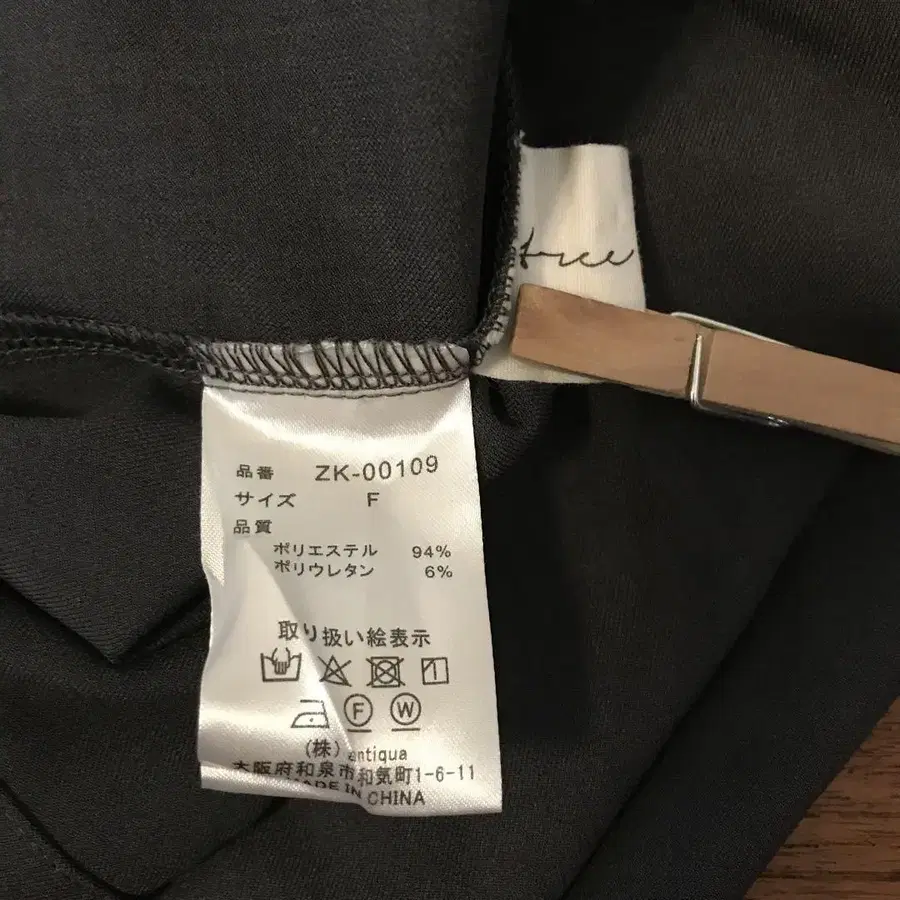 tree
品番 ZK-00109
サイズ F
品質
ポリエステル 94%
ポリウレタン 6%
取り扱い絵表示
F W
(株) antiqua
大阪府和泉市和気町1-6-11
MADE IN CHINA